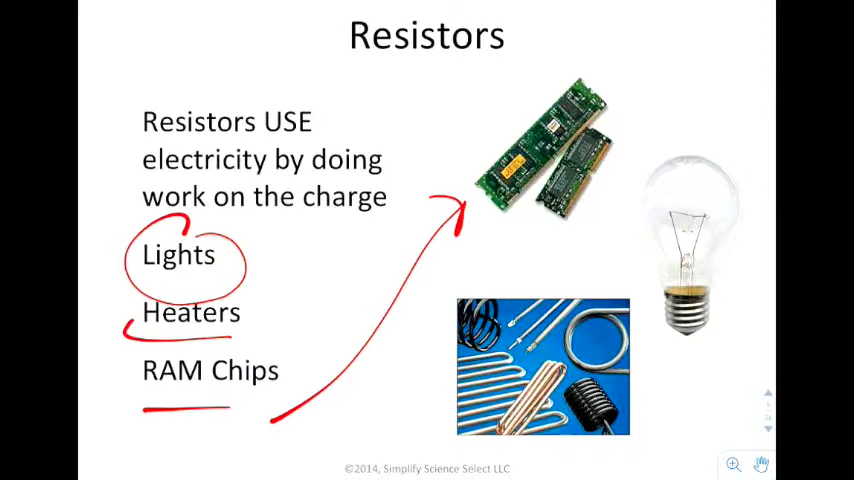 Resistors
Resistors USE
electricity by doing
work on the charge
Lights
Heaters
RAM Chips
©2014, Simplify Science Select LLC